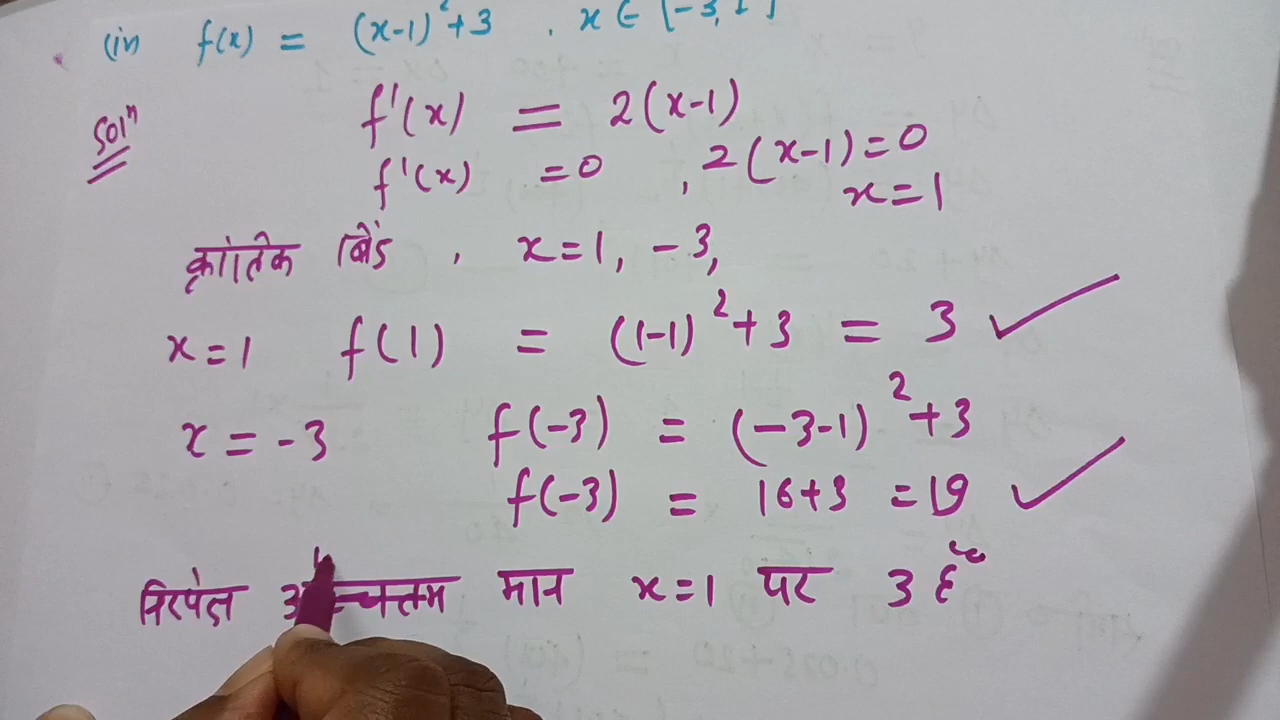 (iv) f(x) = (x-1)²+3 , x ∈ [-3, 1]
Solⁿ f'(x) = 2(x-1)
f'(x) =0 , 2(x-1)=0
x=1
क्रांतिक बिंदु , x=1, -3,
x=1 f(1) = (1-1)²+3 = 3 ✓
x = -3 f(-3) = (-3-1)²+3
f(-3) = 16+3 =19 ✓
निरपेक्ष मान x=1 पर 3 है